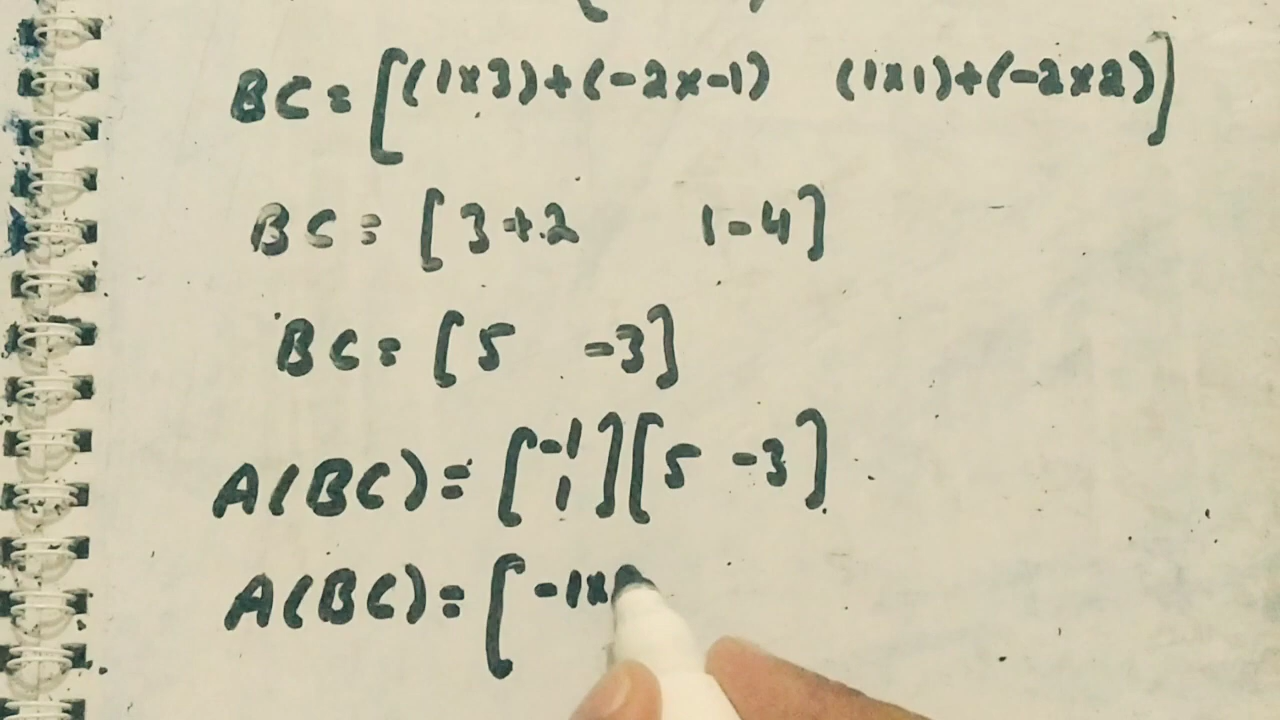 BC = [(1×3)+(-2×-1) (1×1)+(-2×2)]
BC = [3+2 1-4]
BC = [5 -3]
A(BC) = [-1 1][5 -3]
A(BC) = [-1×